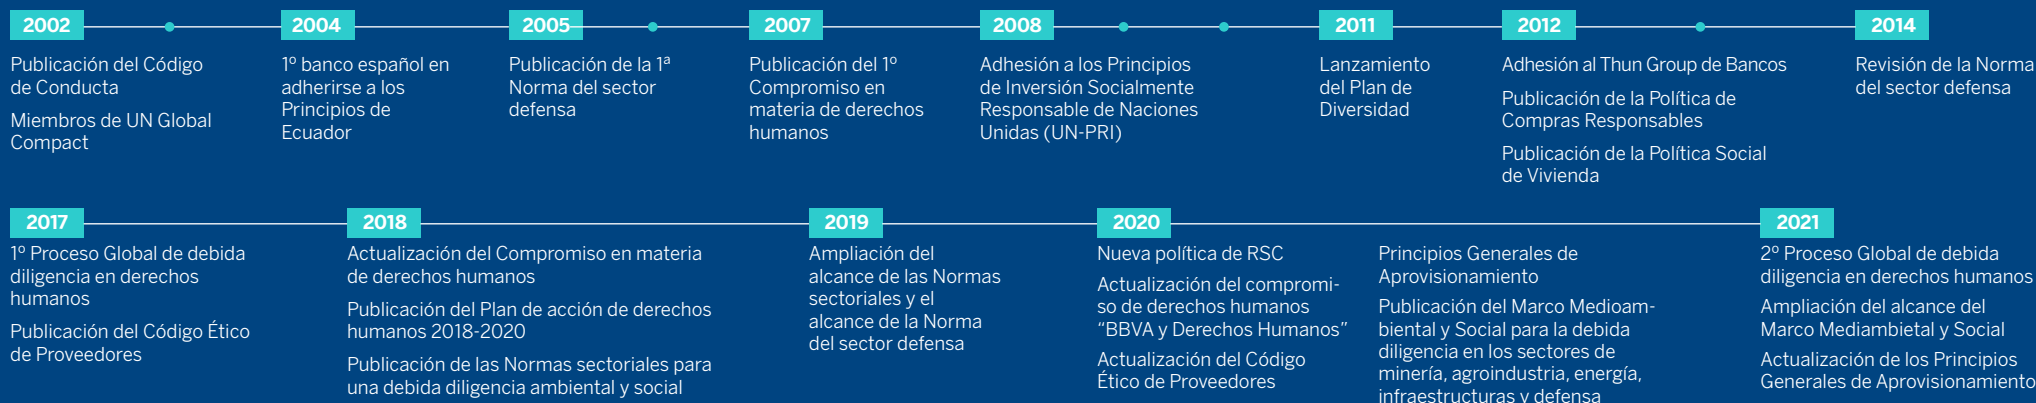 2002
Publicación del Código
de Conducta
Miembros de UN Global
Compact
2004
1º banco español en
adherirse a los
Principios de
Ecuador
2005
Publicación de la 1ª
Norma del sector
defensa
2007
Publicación del 1º
Compromiso en
materia de derechos
humanos
2008
Adhesión a los Principios
de Inversión Socialmente
Responsable de Naciones
Unidas (UN-PRI)
2011
Lanzamiento
del Plan de
Diversidad
2012
Adhesión al Thun Group de Bancos
Publicación de la Política de
Compras Responsables
Publicación de la Política Social
de Vivienda
2014
Revisión de la Norma
del sector defensa
2017
1º Proceso Global de debida
diligencia en derechos
humanos
Publicación del Código Ético
de Proveedores
2018
Actualización del Compromiso en materia
de derechos humanos
Publicación del Plan de acción de derechos
humanos 2018-2020
Publicación de las Normas sectoriales para
una debida diligencia ambiental y social
2019
Ampliación del
alcance de las Normas
sectoriales y el
alcance de la Norma
del sector defensa
2020
Nueva política de RSC
Actualización del compromi-
so de derechos humanos
“BBVA y Derechos Humanos”
Actualización del Código
Ético de Proveedores
Principios Generales de
Aprovisionamiento
Publicación del Marco Medioam-
biental y Social para la debida
diligencia en los sectores de
minería, agroindustria, energía,
infraestructuras y defensa
2021
2º Proceso Global de debida
diligencia en derechos humanos
Ampliación del alcance del
Marco Mediambietal y Social
Actualización de los Principios
Generales de Aprovisionamiento